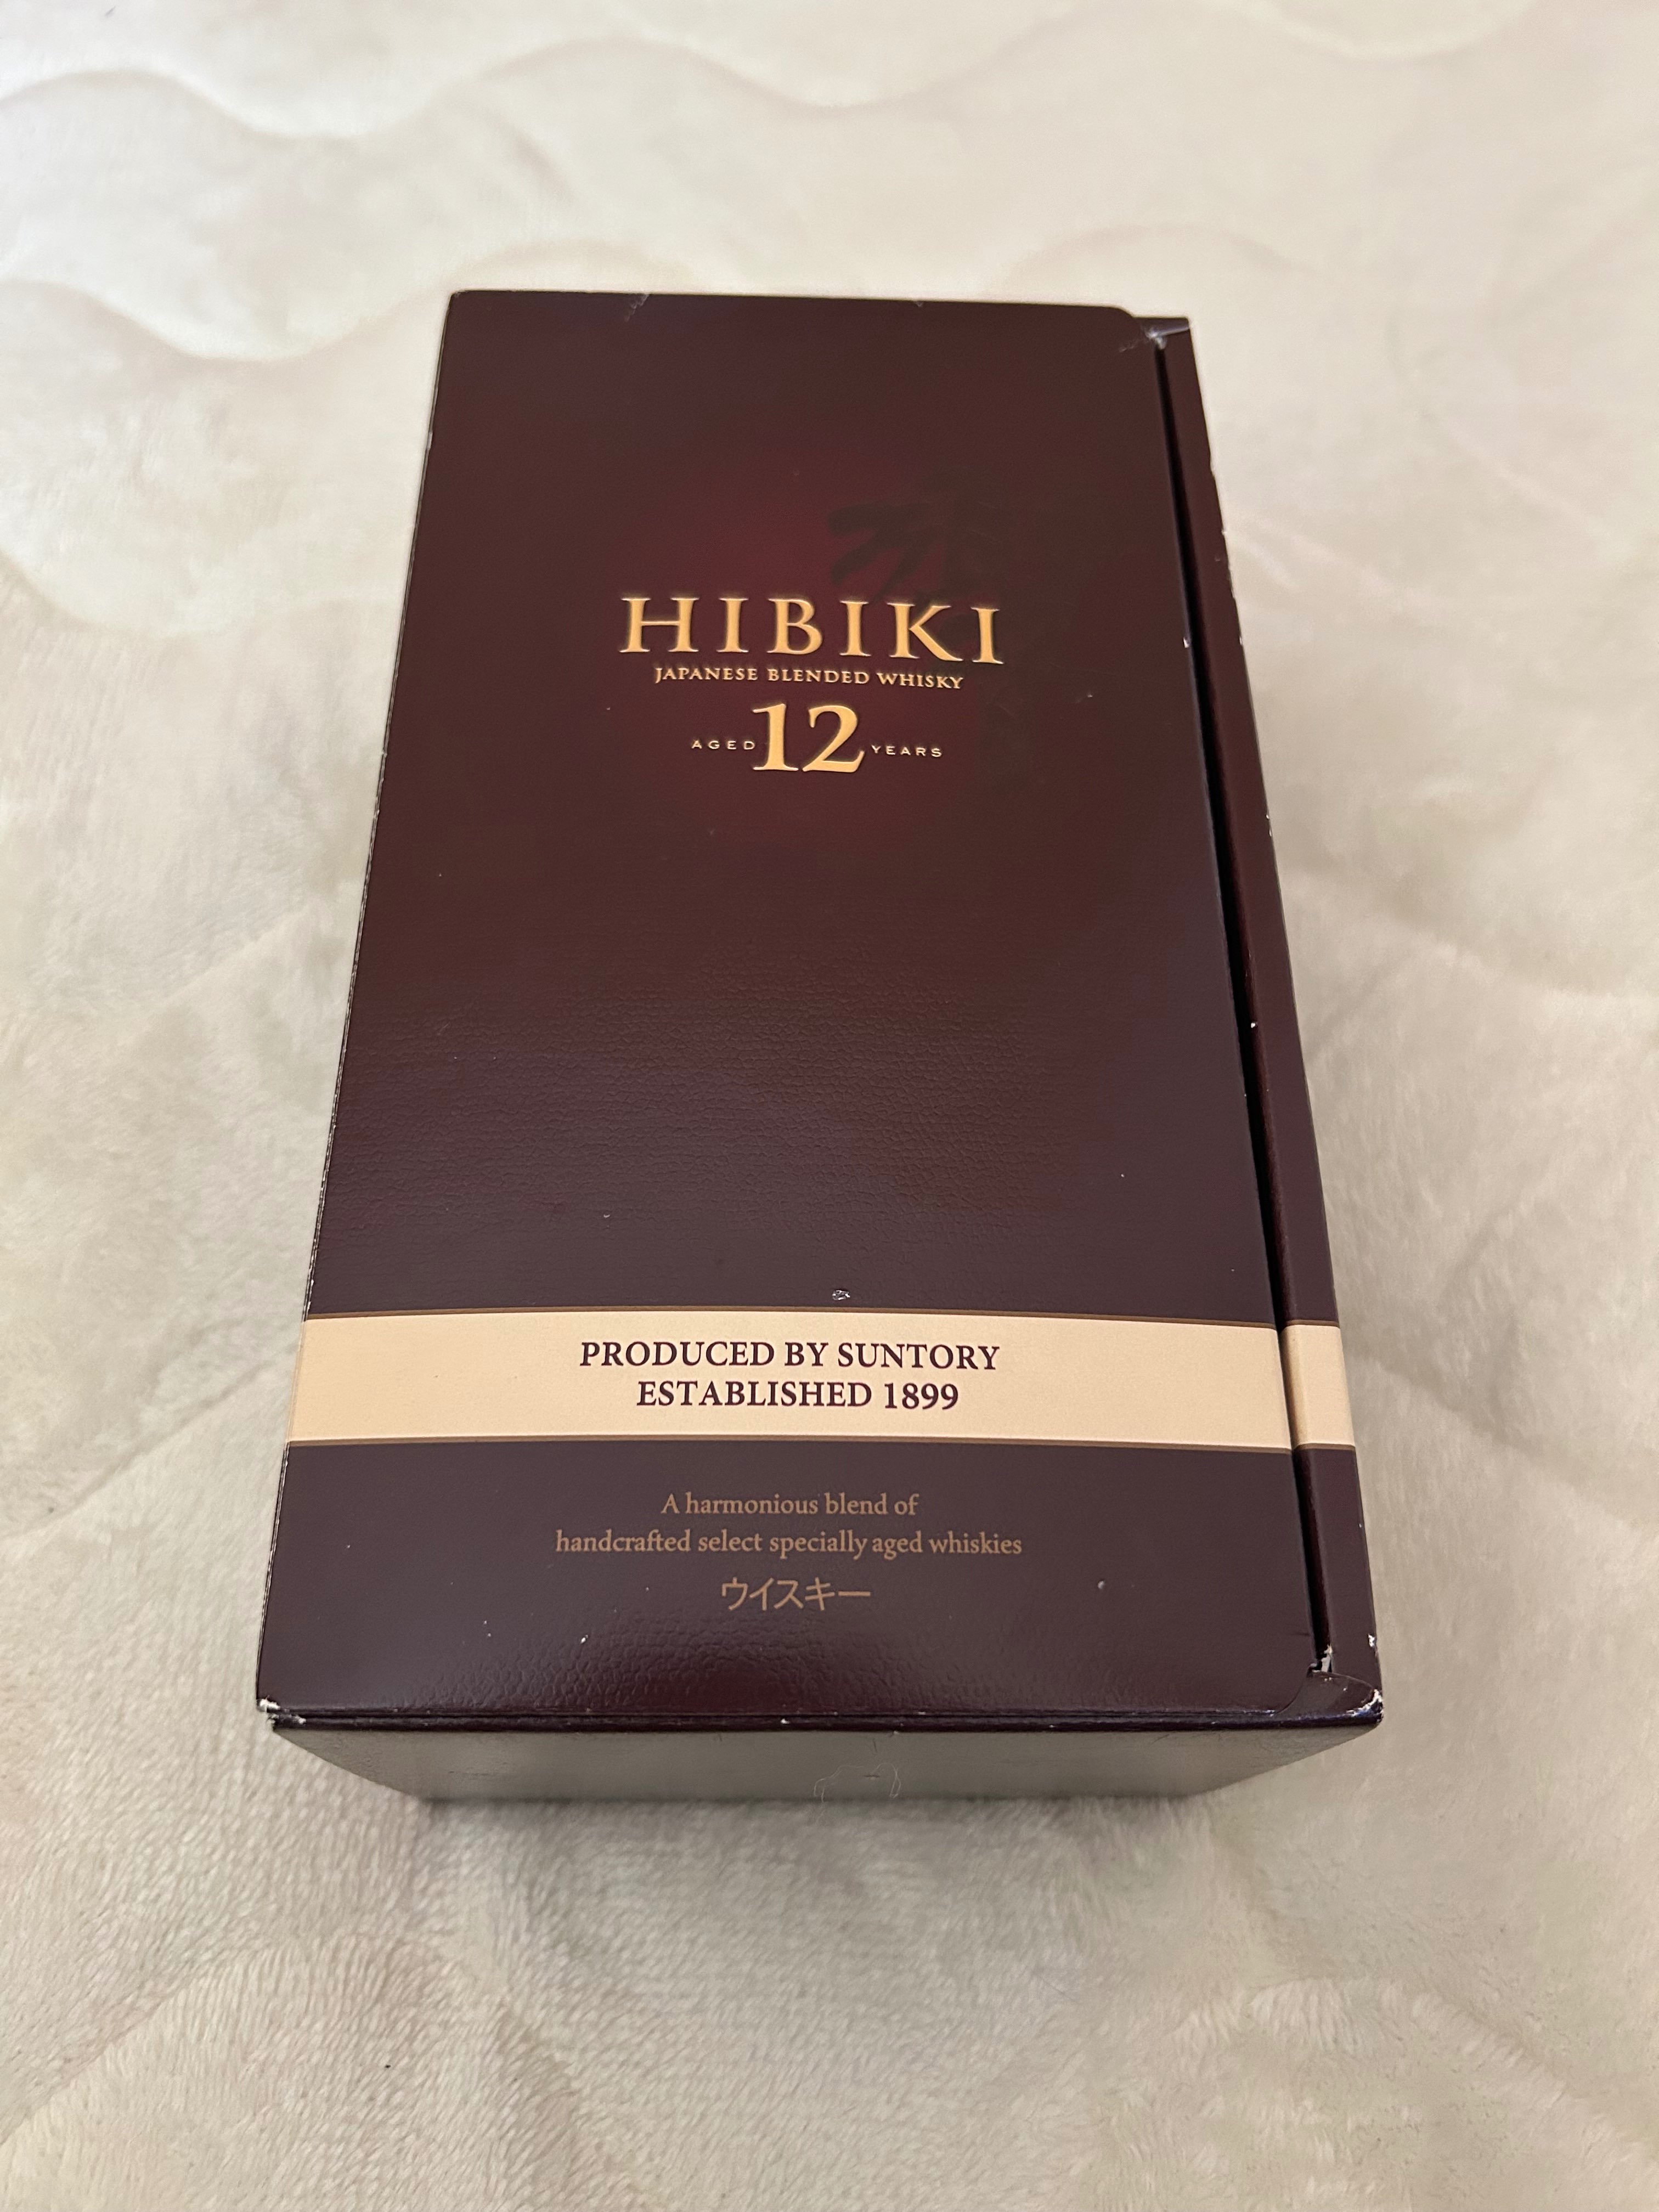 HIBIKI
JAPANESE BLENDED WHISKY
AGED 12 YEARS
PRODUCED BY SUNTORY
ESTABLISHED 1899
A harmonious blend of
handcrafted select specially aged whiskies
ウイスキー